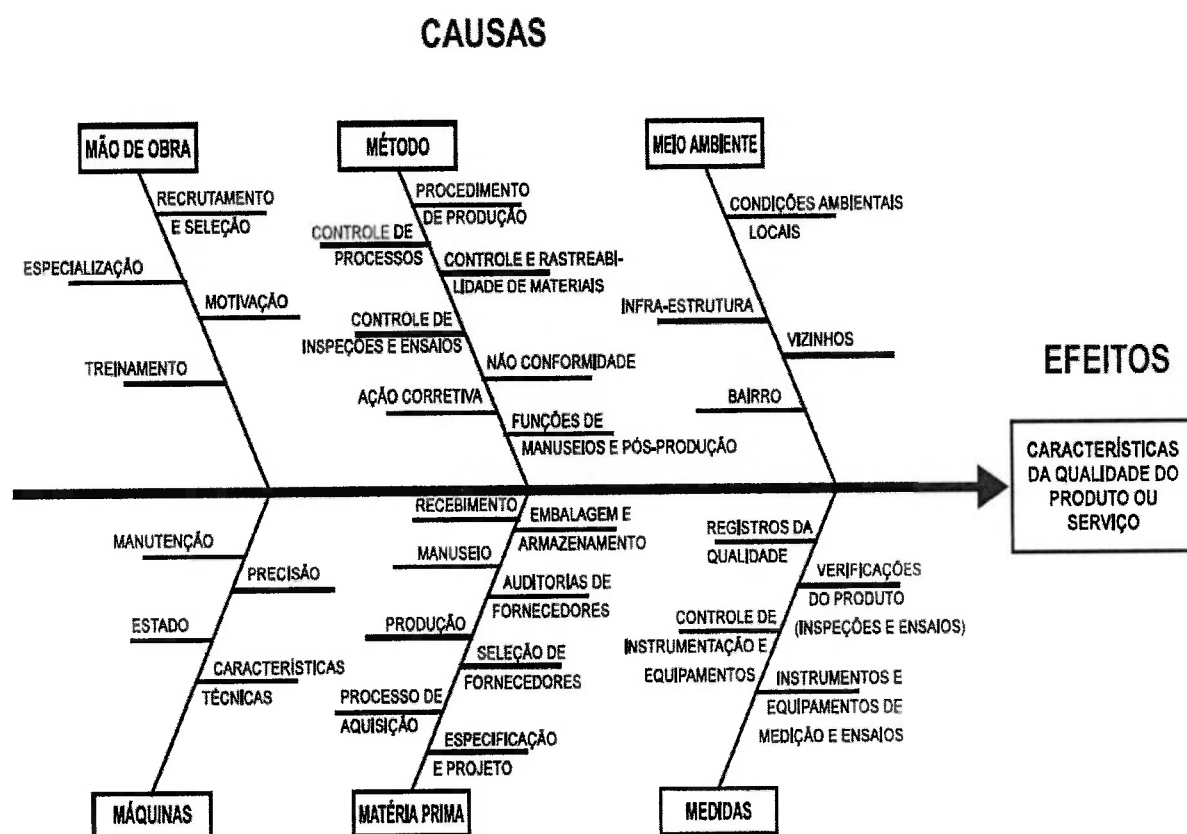 CAUSAS
MÃO DE OBRA
RECRUTAMENTO
E SELEÇÃO
ESPECIALIZAÇÃO
MOTIVAÇÃO
TREINAMENTO
MÉTODO
PROCEDIMENTO
DE PRODUÇÃO
CONTROLE DE
PROCESSOS
CONTROLE E RASTREABI-
LIDADE DE MATERIAIS
CONTROLE DE
INSPEÇÕES E ENSAIOS
NÃO CONFORMIDADE
AÇÃO CORRETIVA
FUNÇÕES DE
MANUSEIOS E PÓS-PRODUÇÃO
MEIO AMBIENTE
CONDIÇÕES AMBIENTAIS
LOCAIS
INFRA-ESTRUTURA
VIZINHOS
BAIRRO
EFEITOS
CARACTERÍSTICAS
DA QUALIDADE DO
PRODUTO OU
SERVIÇO
MANUTENÇÃO
PRECISÃO
ESTADO
CARACTERÍSTICAS
TÉCNICAS
MÁQUINAS
RECEBIMENTO
EMBALAGEM E
ARMAZENAMENTO
MANUSEIO
AUDITORIAS DE
FORNECEDORES
PRODUÇÃO
SELEÇÃO DE
FORNECEDORES
PROCESSO DE
AQUISIÇÃO
ESPECIFICAÇÃO
E PROJETO
MATÉRIA PRIMA
REGISTROS DA
QUALIDADE
VERIFICAÇÕES
DO PRODUTO
(INSPEÇÕES E ENSAIOS)
CONTROLE DE
INSTRUMENTAÇÃO E
EQUIPAMENTOS
INSTRUMENTOS E
EQUIPAMENTOS DE
MEDIÇÃO E ENSAIOS
MEDIDAS